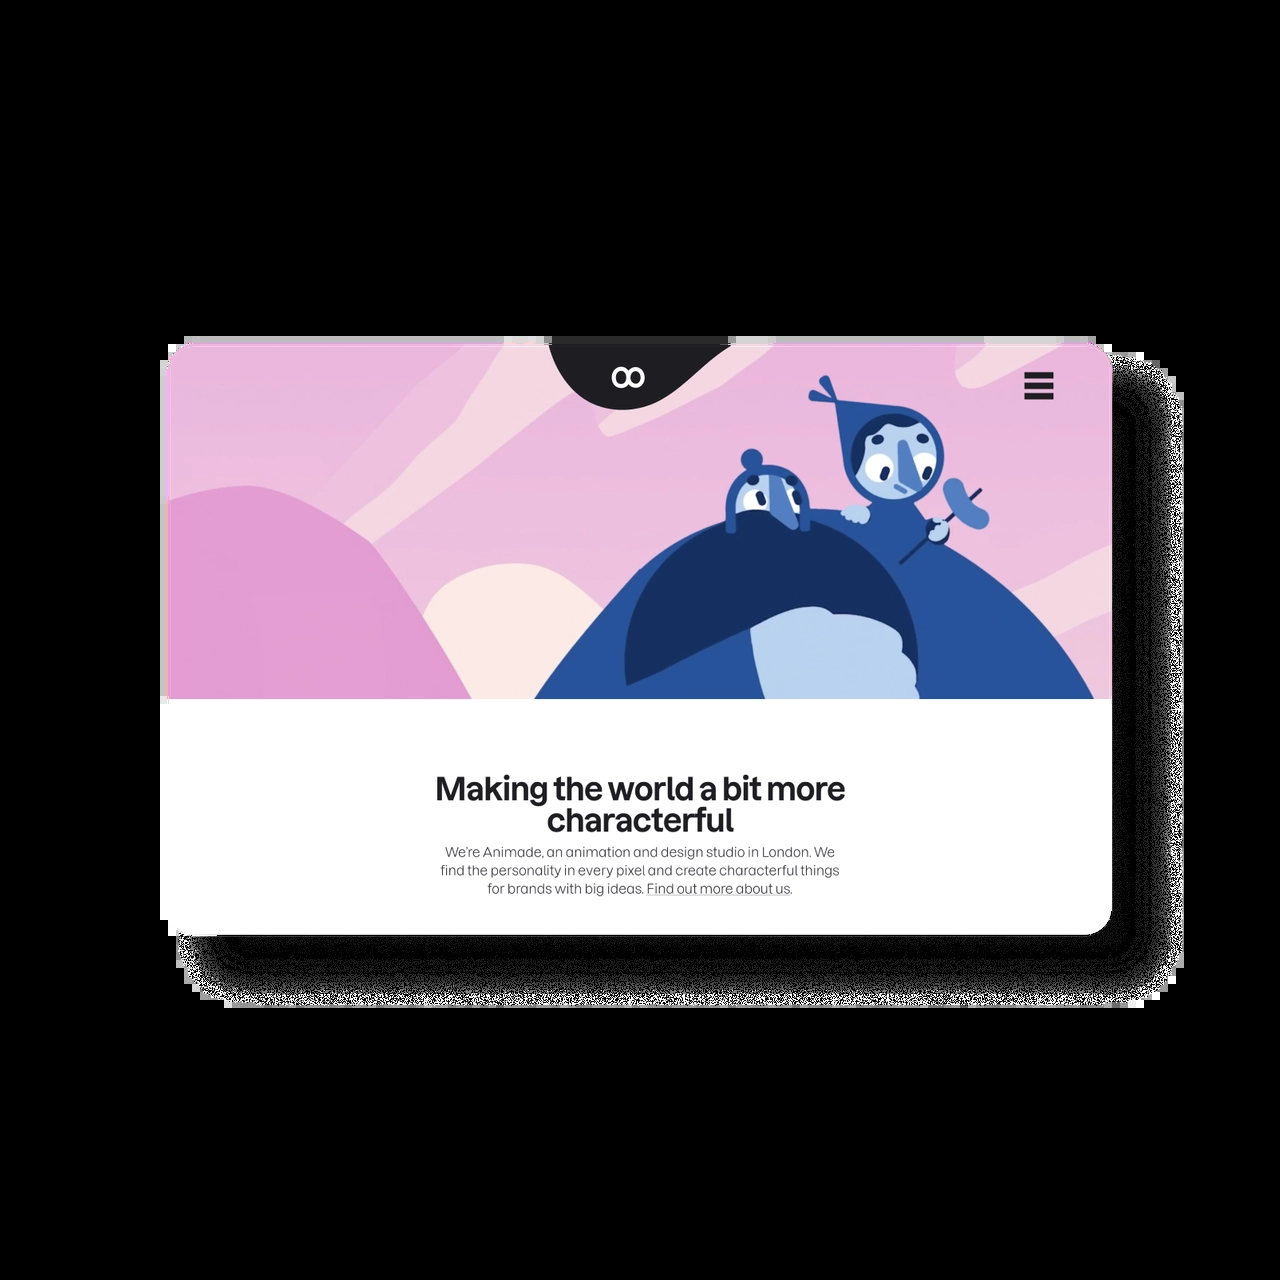 Making the world a bit more
characterful
We're Animade, an animation and design studio in London. We
find the personality in every pixel and create characterful things
for brands with big ideas. Find out more about us.